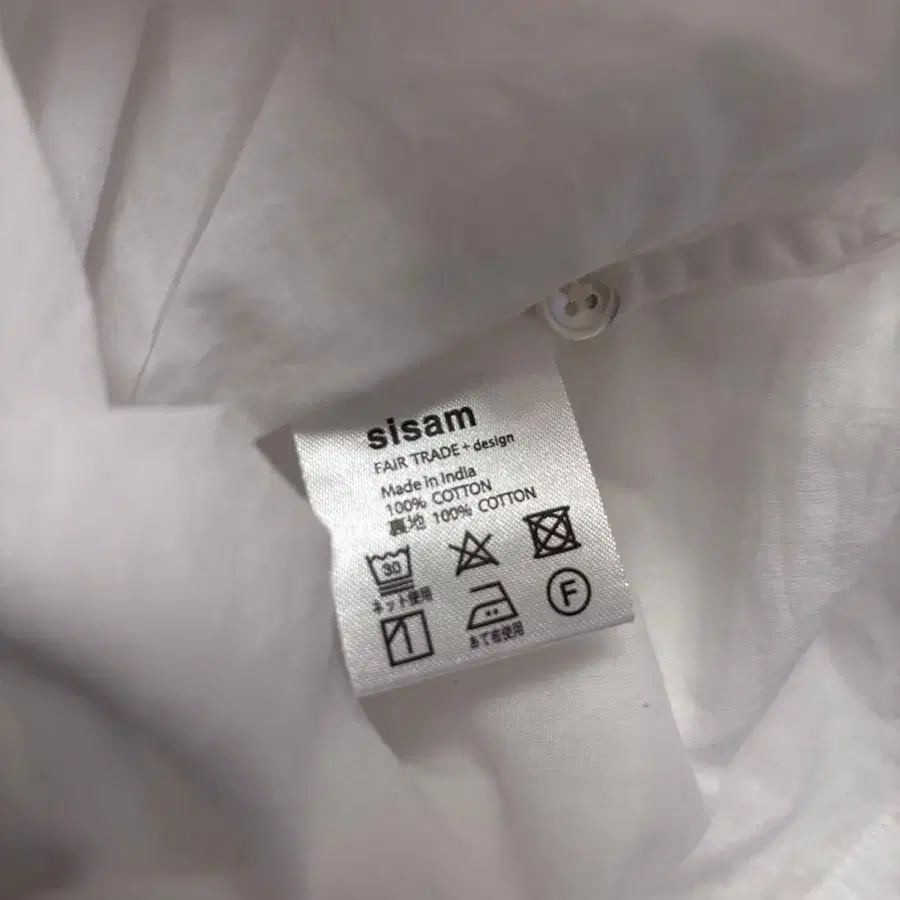 sisam
FAIR TRADE + design
Made in India
100% COTTON
裏地 100% COTTON
30
ネット使用
あて布使用
F